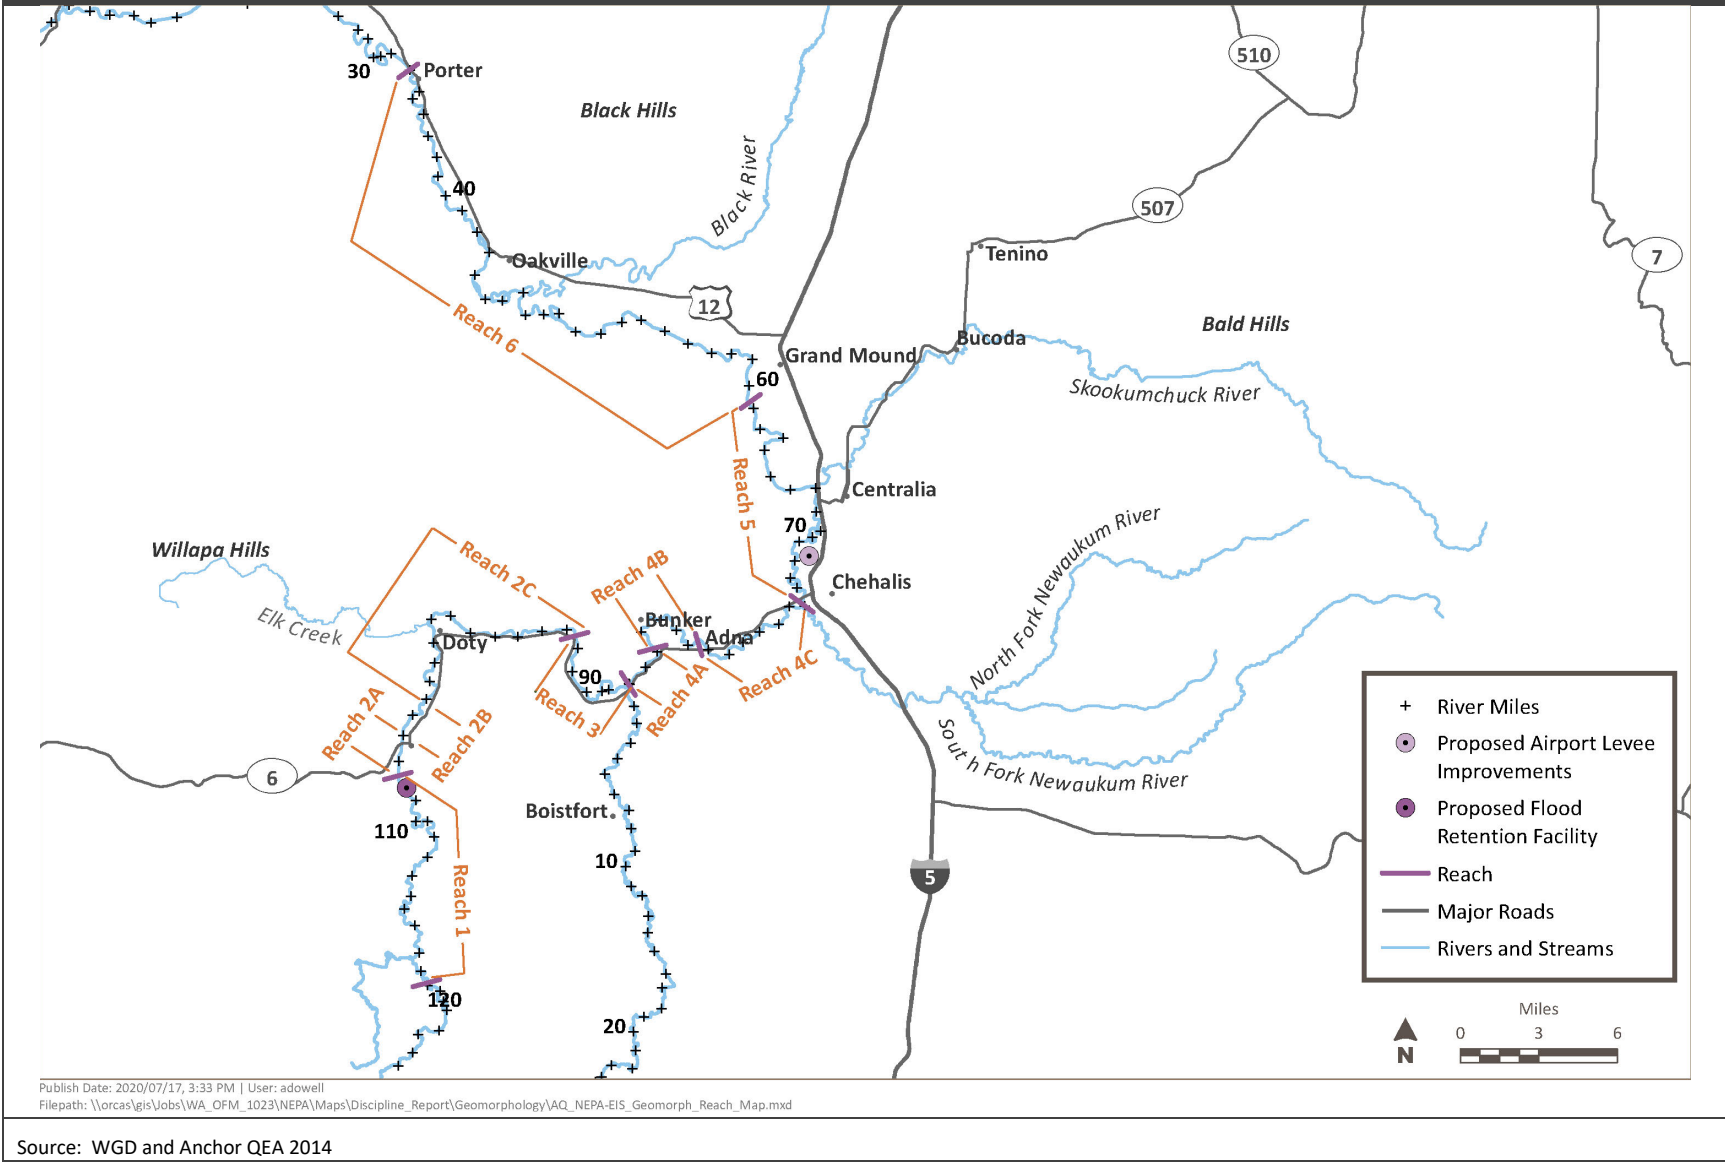 510
30
Porter
Black Hills
Black River
40
507
Oakville
Tenino
7
12
Reach 6
Bald Hills
Bucoda
Grand Mound
60
Skookumchuck River
Reach 5
Centralia
70
North Fork Newaukum River
Willapa Hills
Reach 2C
Reach 4B
Chehalis
Elk Creek
Bunker
Doty
Adna
90
Reach 4C
Reach 3
Reach 4A
Reach 2A
Reach 2B
South Fork Newaukum River
6
Boistfort
110
10
Reach 1
5
120
20
River Miles
Proposed Airport Levee
Improvements
Proposed Flood
Retention Facility
Reach
Major Roads
Rivers and Streams
Miles
0 3 6
N
Publish Date: 2020/07/17, 3:33 PM | User: adowell
Filepath: \\orcas\gis\Jobs\WA_OFM_1023\NEPA\Maps\Discipline_Report\Geomorphology\AQ_NEPA-EIS_Geomorph_Reach_Map.mxd
Source: WGD and Anchor QEA 2014